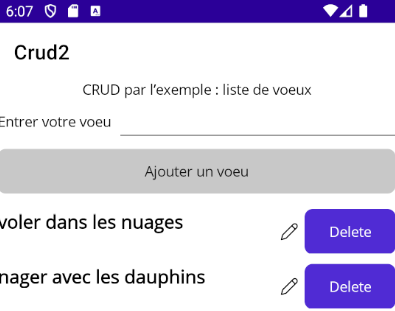 6:07
Crud2
CRUD par l'exemple : liste de voeux
Entrer votre voeu
Ajouter un voeu
voler dans les nuages
Delete
nager avec les dauphins
Delete